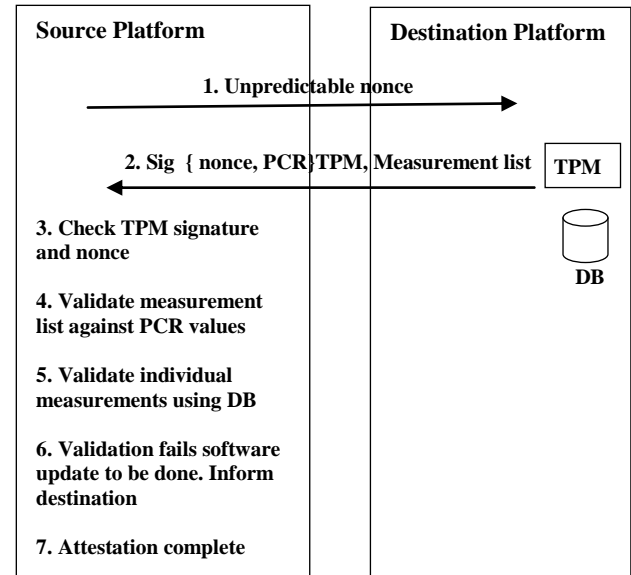 Source Platform
Destination Platform
1. Unpredictable nonce
2. Sig { nonce, PCR}TPM, Measurement list
TPM
DB
3. Check TPM signature
and nonce
4. Validate measurement
list against PCR values
5. Validate individual
measurements using DB
6. Validation fails software
update to be done. Inform
destination
7. Attestation complete